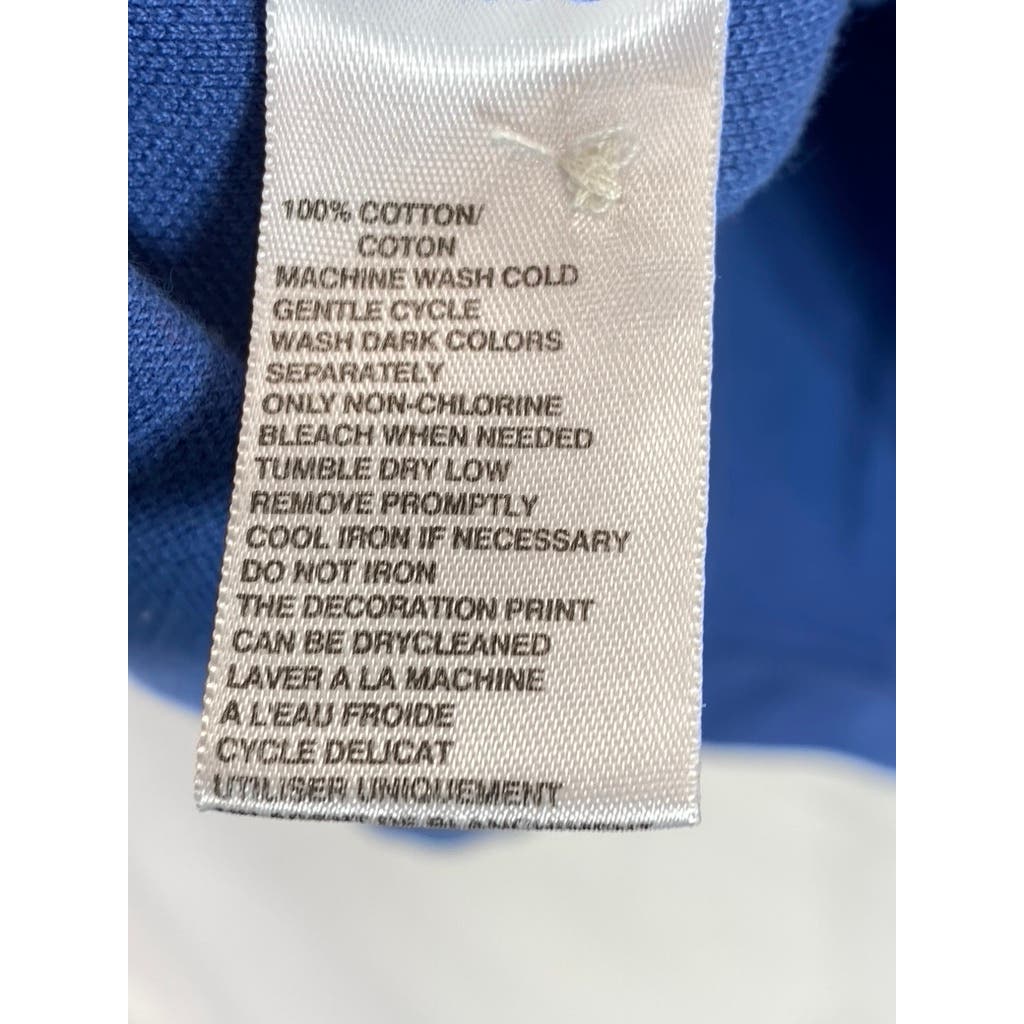 100% COTTON/
COTON
MACHINE WASH COLD
GENTLE CYCLE
WASH DARK COLORS
SEPARATELY
ONLY NON-CHLORINE
BLEACH WHEN NEEDED
TUMBLE DRY LOW
REMOVE PROMPTLY
COOL IRON IF NECESSARY
DO NOT IRON
THE DECORATION PRINT
CAN BE DRYCLEANED
LAVER A LA MACHINE
A L'EAU FROIDE
CYCLE DELICAT
UTILISER UNIQUEMENT